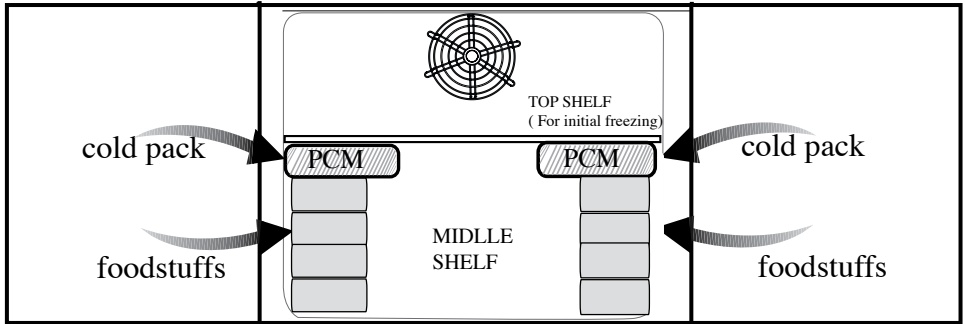 TOP SHELF
( For initial freezing)
cold pack
PCM
PCM
cold pack
MIDLLE
SHELF
foodstuffs
foodstuffs